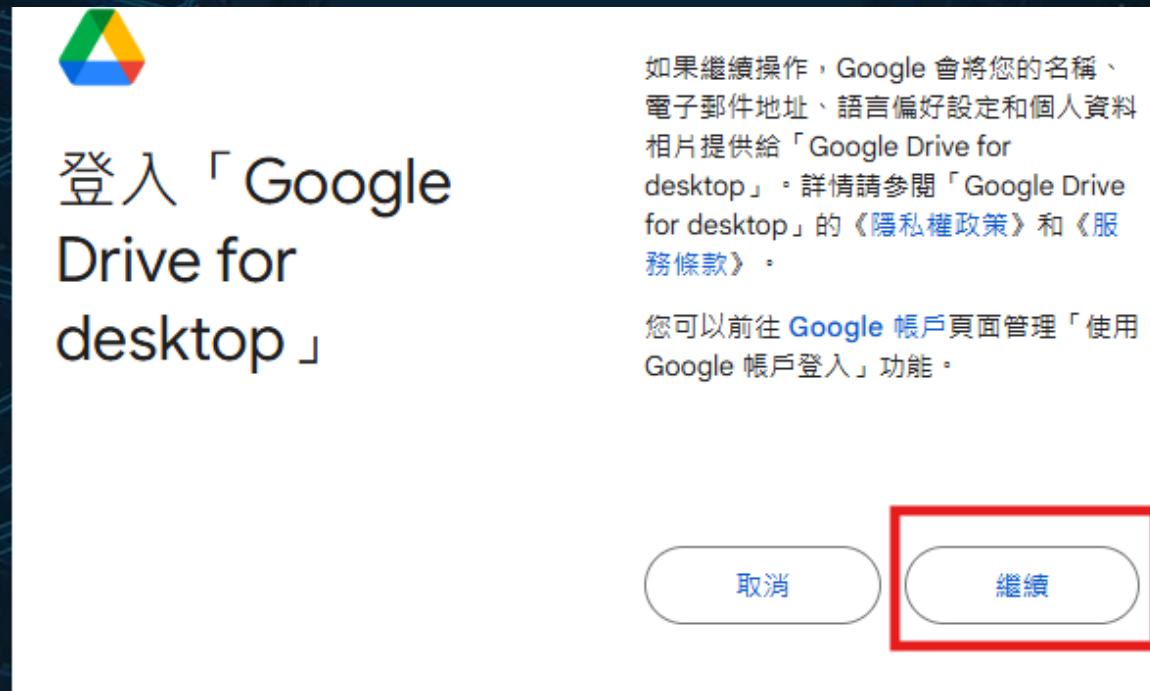 登入「Google
Drive for
desktop」
如果繼續操作，Google 會將您的名稱、
電子郵件地址、語言偏好設定和個人資料
相片提供給「Google Drive for
desktop」。詳情請參閱「Google Drive
for desktop」的《隱私權政策》和《服
務條款》。
您可以前往 Google 帳戶頁面管理「使用
Google 帳戶登入」功能。
取消
繼續